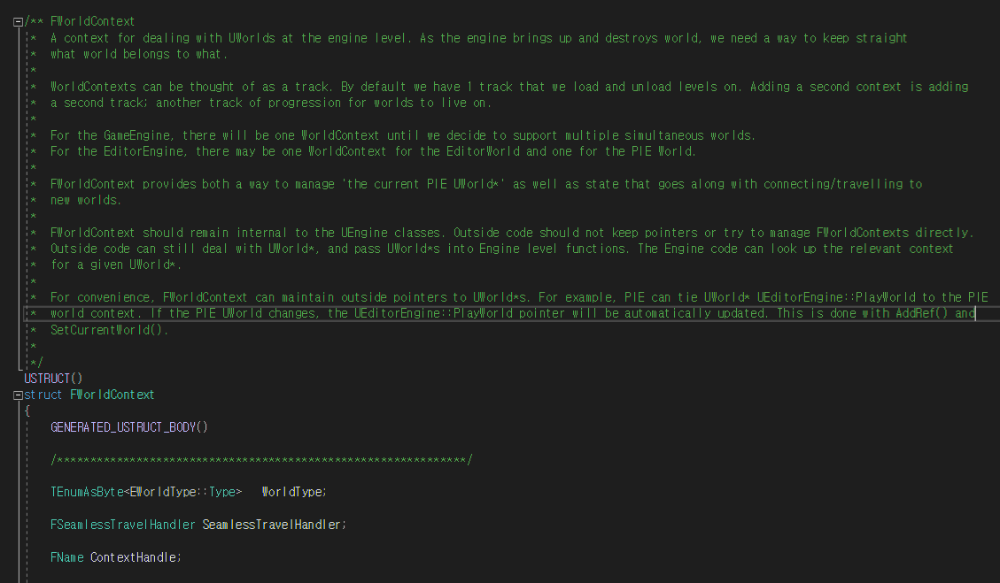 /** FWorldContext
* A context for dealing with UWorlds at the engine level. As the engine brings up and destroys world, we need a way to keep straight
* what world belongs to what.
*
* WorldContexts can be thought of as a track. By default we have 1 track that we load and unload levels on. Adding a second context is adding
* a second track; another track of progression for worlds to live on.
*
* For the GameEngine, there will be one WorldContext until we decide to support multiple simultaneous worlds.
* For the EditorEngine, there may be one WorldContext for the EditorWorld and one for the PIE World.
*
* FWorldContext provides both a way to manage 'the current PIE UWorld*' as well as state that goes along with connecting/travelling to
* new worlds.
*
* FWorldContext should remain internal to the UEngine classes. Outside code should not keep pointers or try to manage FWorldContexts directly.
* Outside code can still deal with UWorld*, and pass UWorld*s into Engine level functions. The Engine code can look up the relevant context
* for a given UWorld*.
*
* For convenience, FWorldContext can maintain outside pointers to UWorld*s. For example, PIE can tie UWorld* UEditorEngine::PlayWorld to the PIE
* world context. If the PIE UWorld changes, the UEditorEngine::PlayWorld pointer will be automatically updated. This is done with AddRef() and
* SetCurrentWorld().
*
*/
USTRUCT()
struct FWorldContext
{
GENERATED_USTRUCT_BODY()
/**************************************************************/
TEnumAsByte<EWorldType::Type> WorldType;
FSeamlessTravelHandler SeamlessTravelHandler;
FName ContextHandle;